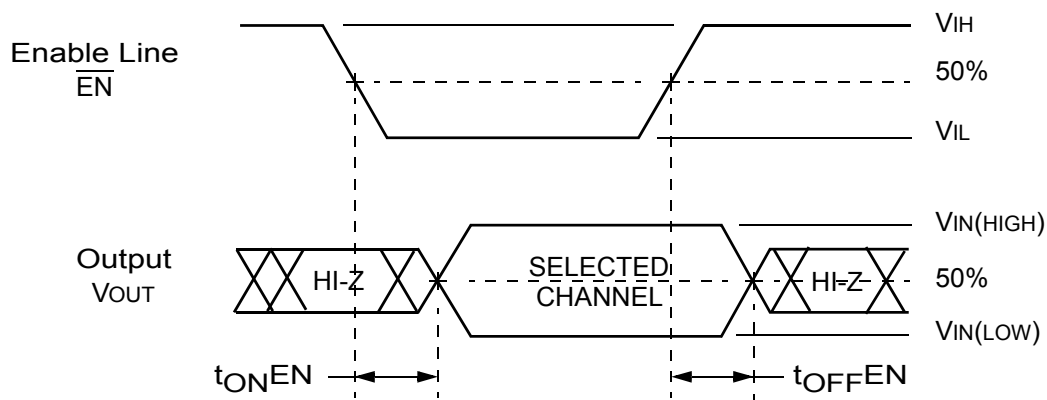 VIH
Enable Line
EN
50%
VIL
VIN(HIGH)
Output
VOUT
HI-Z
SELECTED
CHANNEL
HI-Z
50%
VIN(LOW)
tONEN
tOFFEN